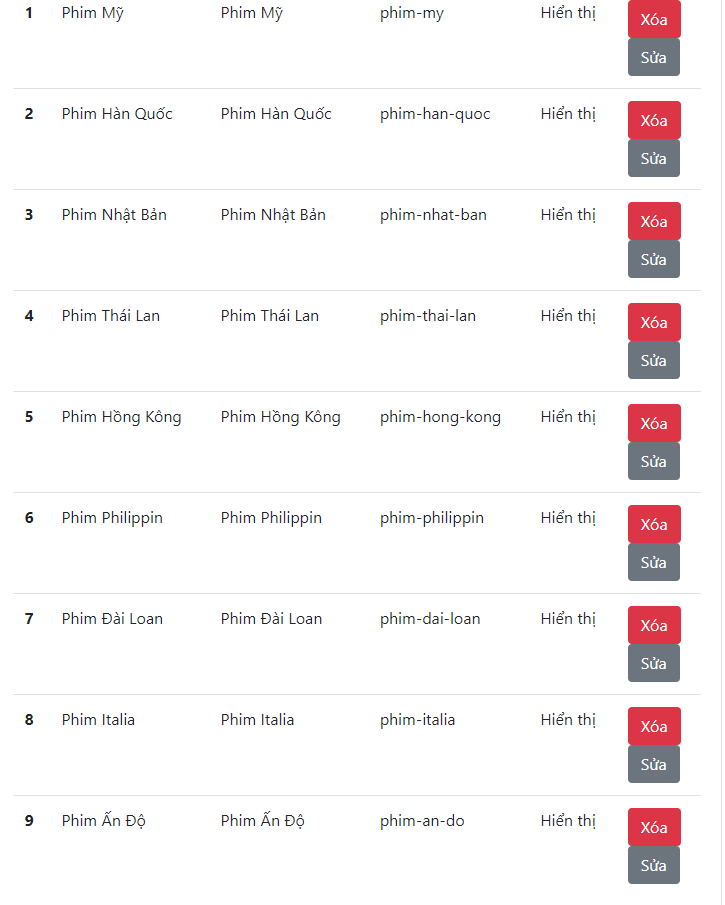 1 Phim Mỹ Phim Mỹ phim-my Hiển thị Xóa
Sửa
2 Phim Hàn Quốc Phim Hàn Quốc phim-han-quoc Hiển thị Xóa
Sửa
3 Phim Nhật Bản Phim Nhật Bản phim-nhat-ban Hiển thị Xóa
Sửa
4 Phim Thái Lan Phim Thái Lan phim-thai-lan Hiển thị Xóa
Sửa
5 Phim Hồng Kông Phim Hồng Kông phim-hong-kong Hiển thị Xóa
Sửa
6 Phim Philippin Phim Philippin phim-philippin Hiển thị Xóa
Sửa
7 Phim Đài Loan Phim Đài Loan phim-dai-loan Hiển thị Xóa
Sửa
8 Phim Italia Phim Italia phim-italia Hiển thị Xóa
Sửa
9 Phim Ấn Độ Phim Ấn Độ phim-an-do Hiển thị Xóa
Sửa